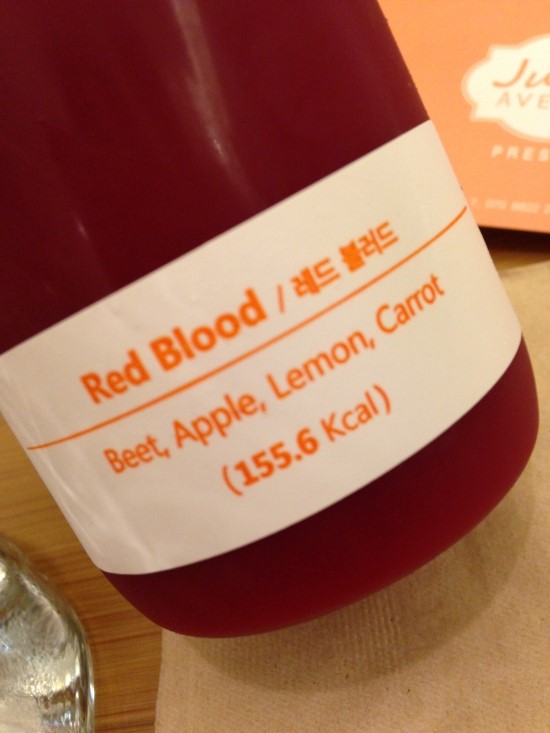 Red Blood / 레드 블러드
Beet, Apple, Lemon, Carrot
(155.6 Kcal)